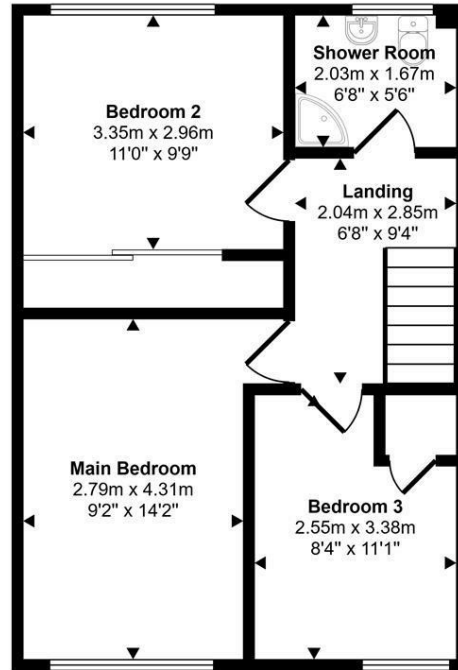 Shower Room
2.03m x 1.67m
6'8" x 5'6"
Bedroom 2
3.35m x 2.96m
11'0" x 9'9"
Landing
2.04m x 2.85m
6'8" x 9'4"
Main Bedroom
2.79m x 4.31m
9'2" x 14'2"
Bedroom 3
2.55m x 3.38m
8'4" x 11'1"